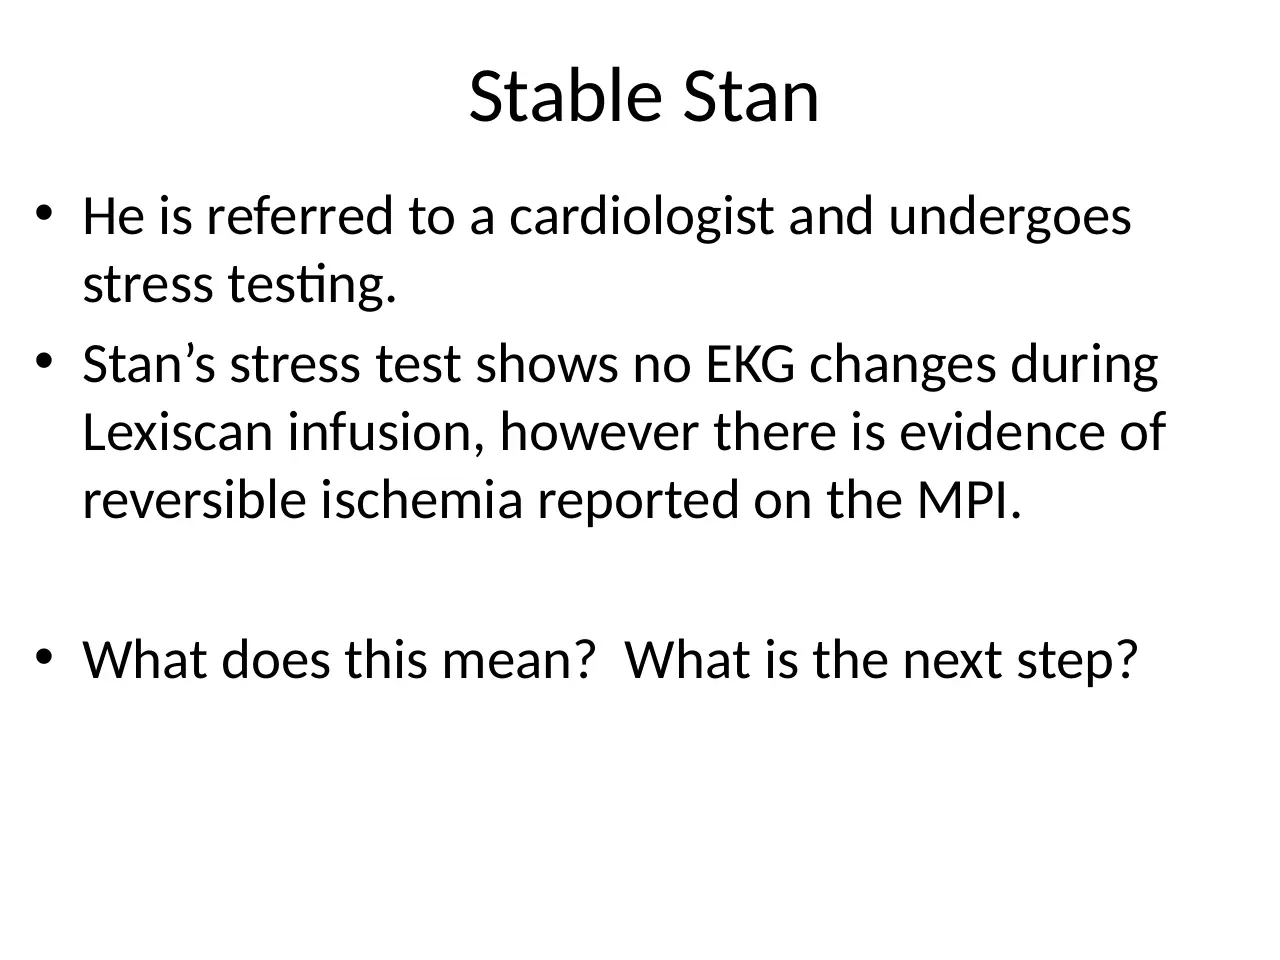 Stable Stan
• He is referred to a cardiologist and undergoes
stress testing.
• Stan’s stress test shows no EKG changes during
Lexiscan infusion, however there is evidence of
reversible ischemia reported on the MPI.
• What does this mean?  What is the next step?